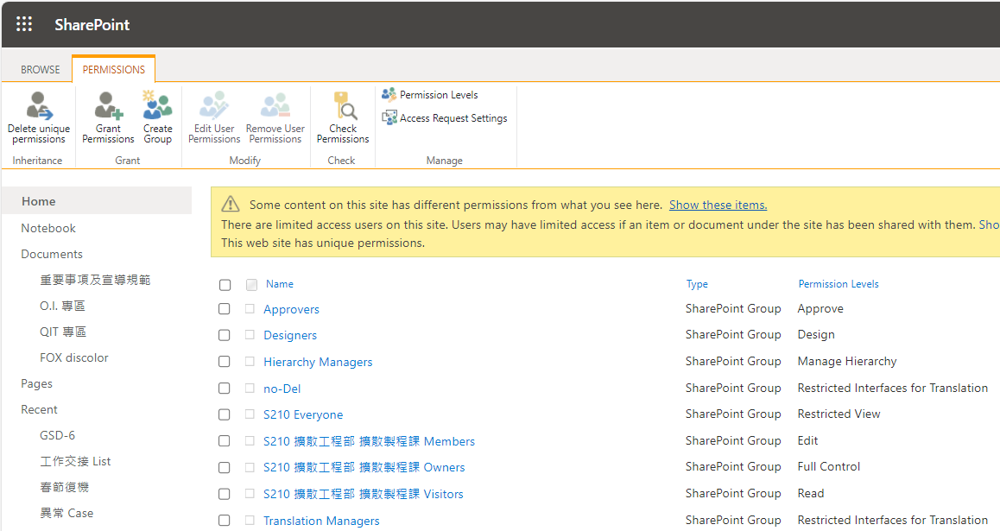 SharePoint
BROWSE PERMISSIONS
Delete unique permissions
Grant Permissions
Create Group
Edit User Permissions
Remove User Permissions
Check Permissions
Permission Levels
Access Request Settings
Inheritance Grant Modify Check Manage
Home
Notebook
Documents
重要事項及宣導規範
O.I. 專區
QIT 專區
FOX discolor
Pages
Recent
GSD-6
工作交接 List
春節復機
異常 Case
Some content on this site has different permissions from what you see here. Show these items.
There are limited access users on this site. Users may have limited access if an item or document under the site has been shared with them. Sho
This web site has unique permissions.
Name Type Permission Levels
Approvers SharePoint Group Approve
Designers SharePoint Group Design
Hierarchy Managers SharePoint Group Manage Hierarchy
no-Del SharePoint Group Restricted Interfaces for Translation
S210 Everyone SharePoint Group Restricted View
S210 擴散工程部 擴散製程課 Members SharePoint Group Edit
S210 擴散工程部 擴散製程課 Owners SharePoint Group Full Control
S210 擴散工程部 擴散製程課 Visitors SharePoint Group Read
Translation Managers SharePoint Group Restricted Interfaces for Translation